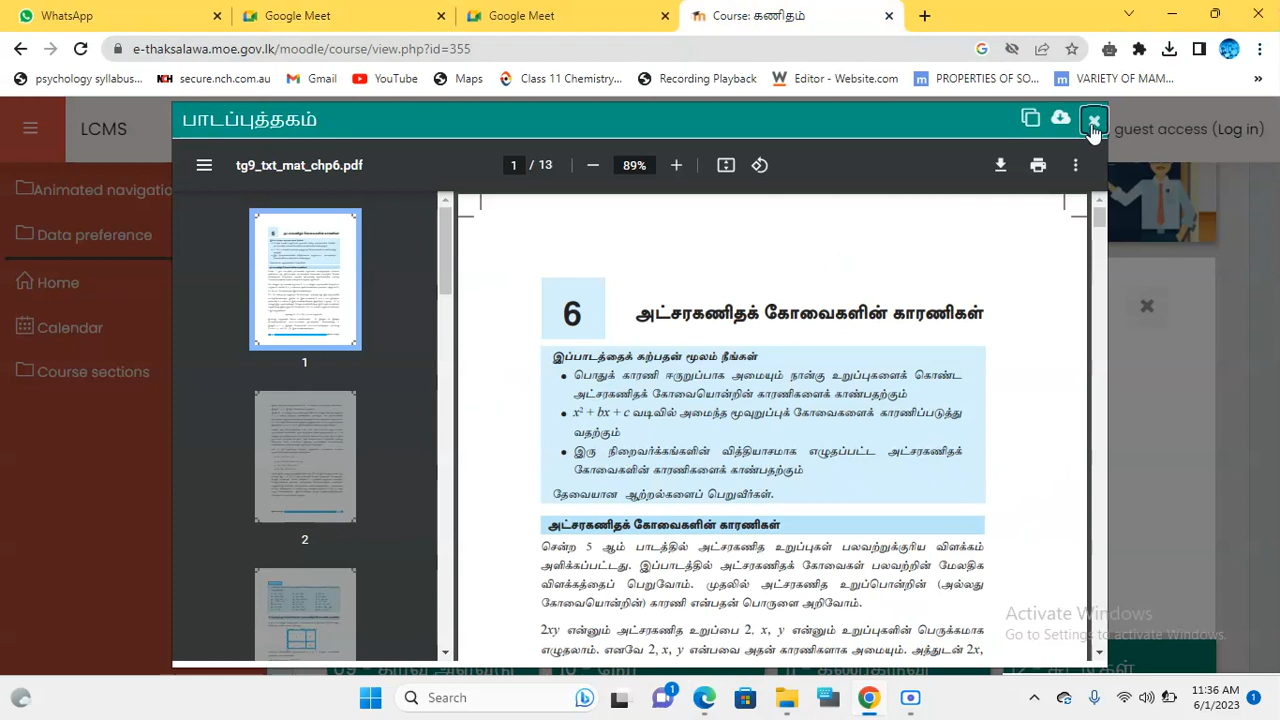 WhatsApp
Google Meet
Google Meet
Course: கணிதம்
e-thaksalawa.moe.gov.lk/moodle/course/view.php?id=355
psychology syllabus...
secure.nch.com.au
Gmail
YouTube
Maps
Class 11 Chemistry...
Recording Playback
Editor - Website.com
PROPERTIES OF SO...
VARIETY OF MAM...
LCMS
பாடப்புத்தகம்
guest access (Log in)
tg9_txt_mat_chp6.pdf
1 / 13
89%
Animated navigatio
Data preference
Home
Calendar
Course sections
1
2
6 அட்சரகணிதக் கோவைகளின் காரணிகள்
இப்பாடத்தைக் கற்பதன் மூலம் நீங்கள்
• பொதுக் காரணி ஈருறுப்பாக அமையும் நான்கு உறுப்புகளைக் கொண்ட
அட்சரகணிதக் கோவையொன்றின் காரணிகளைக் காண்பதற்கும்
• x² + bx + c வடிவில் அமைந்த மூவுறுப்புக் கோவைகளைக் காரணிப்படுத்து
வதற்கும்
• இரு நிறைவர்க்கங்களின் வித்தியாசமாக எழுதப்பட்ட அட்சரகணிதக்
கோவைகளின் காரணிகளைக் காண்பதற்கும்
தேவையான ஆற்றல்களைப் பெறுவீர்கள்.
அட்சரகணிதக் கோவைகளின் காரணிகள்
சென்ற 5 ஆம் பாடத்தில் அட்சரகணித உறுப்புகள் பலவற்றுக்குரிய விளக்கம்
அளிக்கப்பட்டது. இப்பாடத்தில் அட்சரகணிதக் கோவைகள் பலவற்றின் மேலதிக
விளக்கத்தைப் பெறுவோம். முதலில் அட்சரகணித உறுப்பொன்றின் (அல்லது
கோவையொன்றின்) காரணி என்பதன் பொருளை அறிவோம்.
2xy என்னும் அட்சரகணித உறுப்பை 2, x, y என்னும் உறுப்புகளின் பெருக்கமாக
எழுதலாம். எனவே 2, x, y என்பவை அதன் காரணிகளாக அமையும். அத்துடன் 2x,
Activate Windows
Go to Settings to activate Windows.
Search
1
11:36 AM
6/1/2023
1